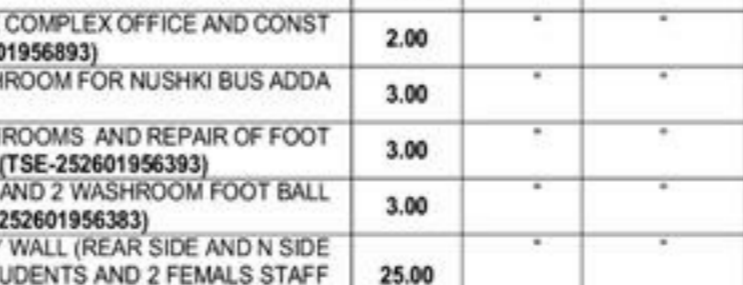 COMPLEX OFFICE AND CONST
01956893) 2.00 " "
ROOM FOR NUSHKI BUS ADDA 3.00 " "
ROOMS AND REPAIR OF FOOT
(TSE-252601956393) 3.00 " "
AND 2 WASHROOM FOOT BALL
252601956383) 3.00 " "
WALL (REAR SIDE AND N SIDE
UDENTS AND 2 FEMALS STAFF 25.00 " "